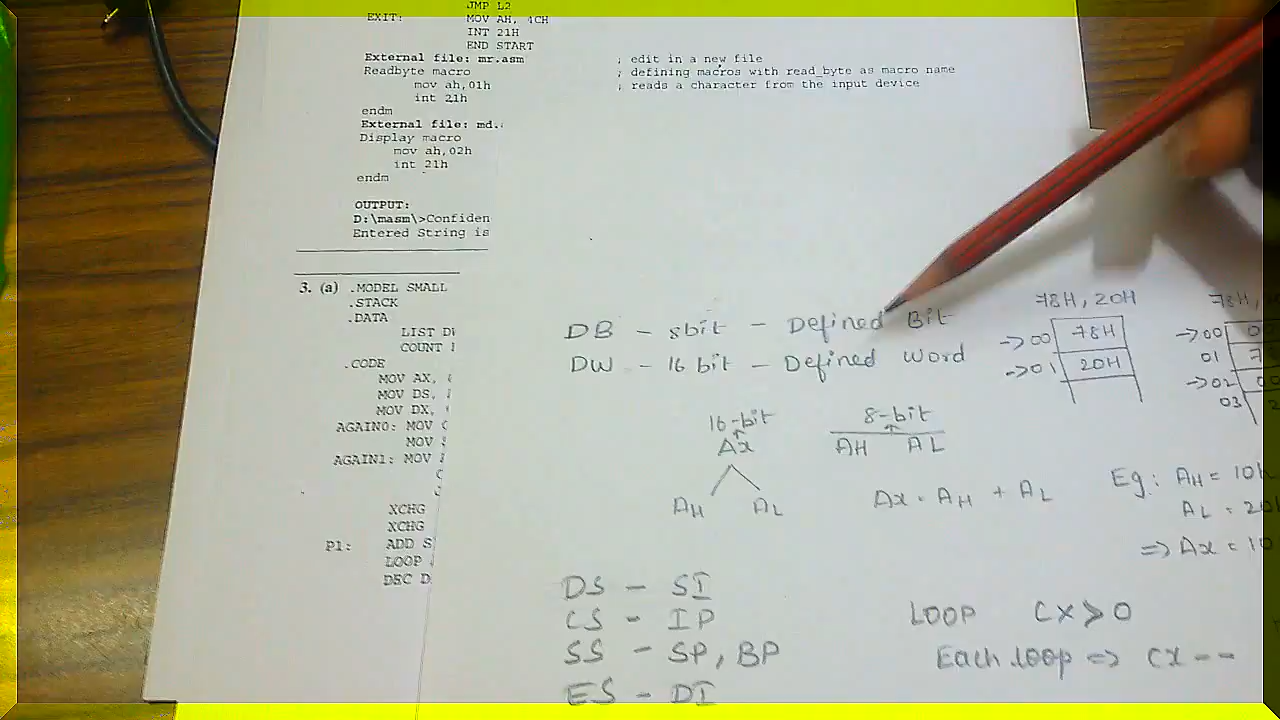 JMP L2
EXIT: MOV AH, 4CH
INT 21H
END START
External file: mr.asm ; edit in a new file
Readbyte macro ; defining macros with read_byte as macro name
mov ah,01h ; reads a character from the input device
int 21h
endm
External file: md.
Display macro
mov ah,02h
int 21h
endm
OUTPUT:
D:\masm\>Confiden
Entered String is
3. (a) .MODEL SMALL
.STACK
.DATA
LIST
COUNT
.CODE
MOV AX,
MOV DS,
MOV DX,
AGAIN0: MOV
MOV
AGAIN1: MOV
XCHG
XCHG
P1: ADD S
LOOP
DEC D
DB - 8bit - Defined Bit
DW - 16 bit - Defined Word
78H, 20H
->00 78H
->01 20H
78H,
->00
01
->02
03
16-bit
Ax
AH AL
8-bit
AH AL
Ax = AH + AL
Eg: AH = 10h
AL = 20
=> Ax = 10
DS - SI
CS - IP
SS - SP, BP
ES - DI
LOOP CX > 0
Each loop => CX --